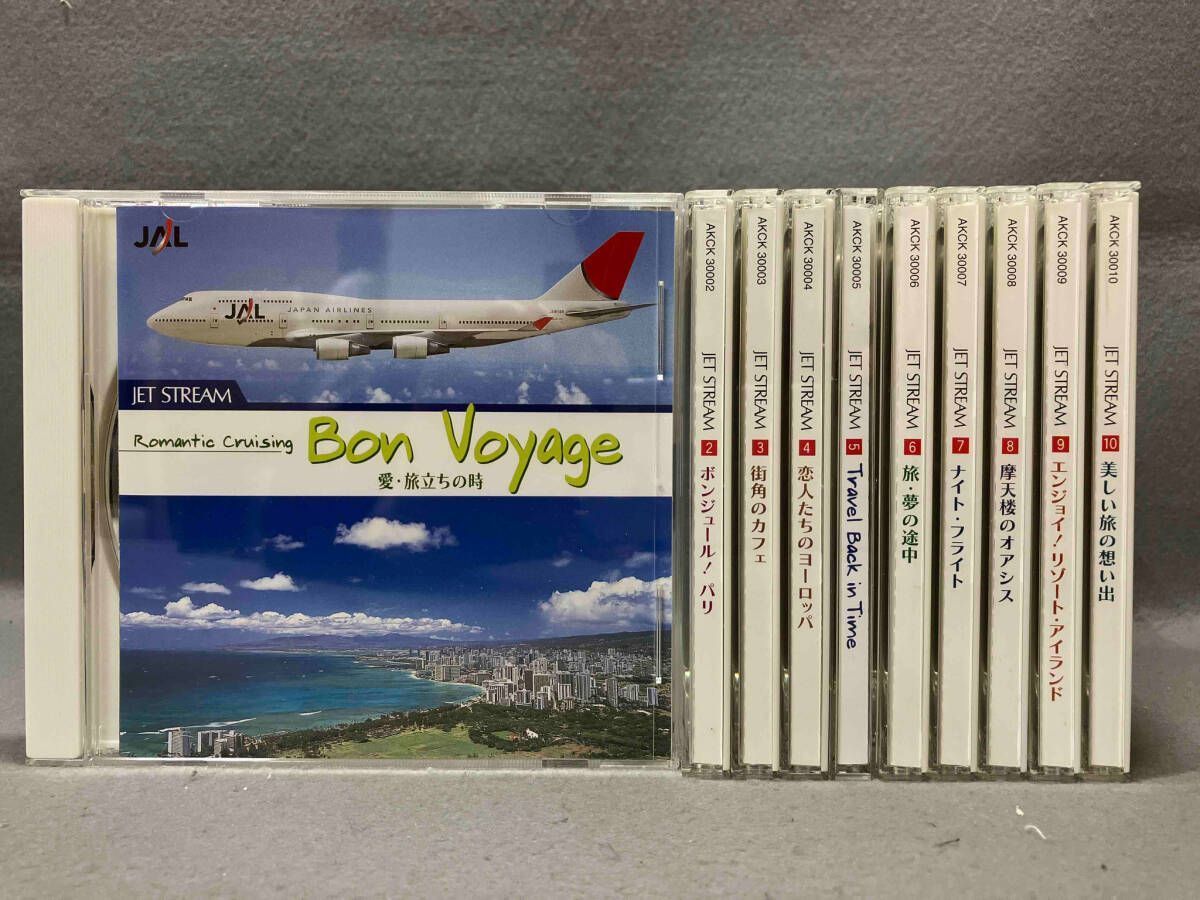 JAL
JAL JAPAN AIRLINES
JET STREAM
Romantic Cruising Bon Voyage
愛・旅立ちの時
AKCK 30002 JET STREAM 2 ボンジュール! パリ
AKCK 30003 JET STREAM 3 街角のカフェ
AKCK 30004 JET STREAM 4 恋人たちのヨーロッパ
AKCK 30005 JET STREAM 5 Travel Back in Time
AKCK 30006 JET STREAM 6 旅・夢の途中
AKCK 30007 JET STREAM 7 ナイト・フライト
AKCK 30008 JET STREAM 8 摩天楼のオアシス
AKCK 30009 JET STREAM 9 エンジョイ! リゾート・アイランド
AKCK 30010 JET STREAM 10 美しい旅の想い出